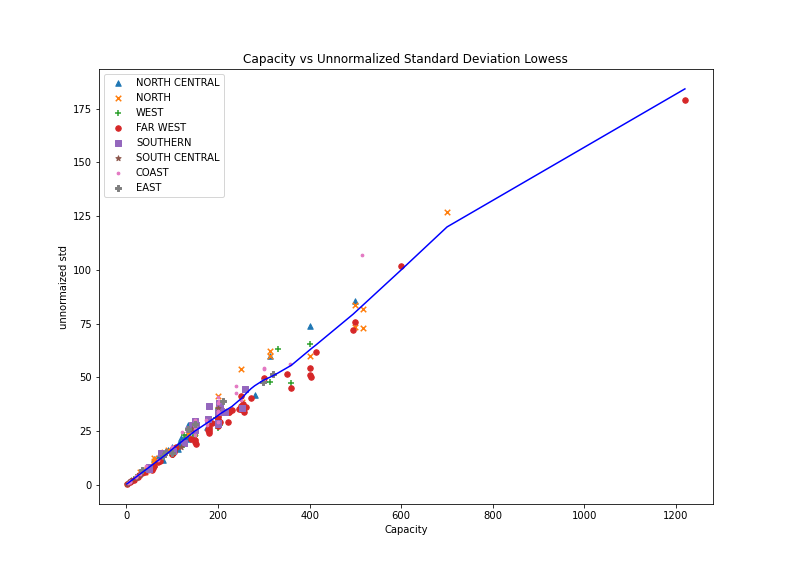 Capacity vs Unnormalized Standard Deviation Lowess
NORTH CENTRAL
NORTH
WEST
FAR WEST
SOUTHERN
SOUTH CENTRAL
COAST
EAST
175
150
125
100
75
50
25
0
unnormaized std
0 200 400 600 800 1000 1200
Capacity